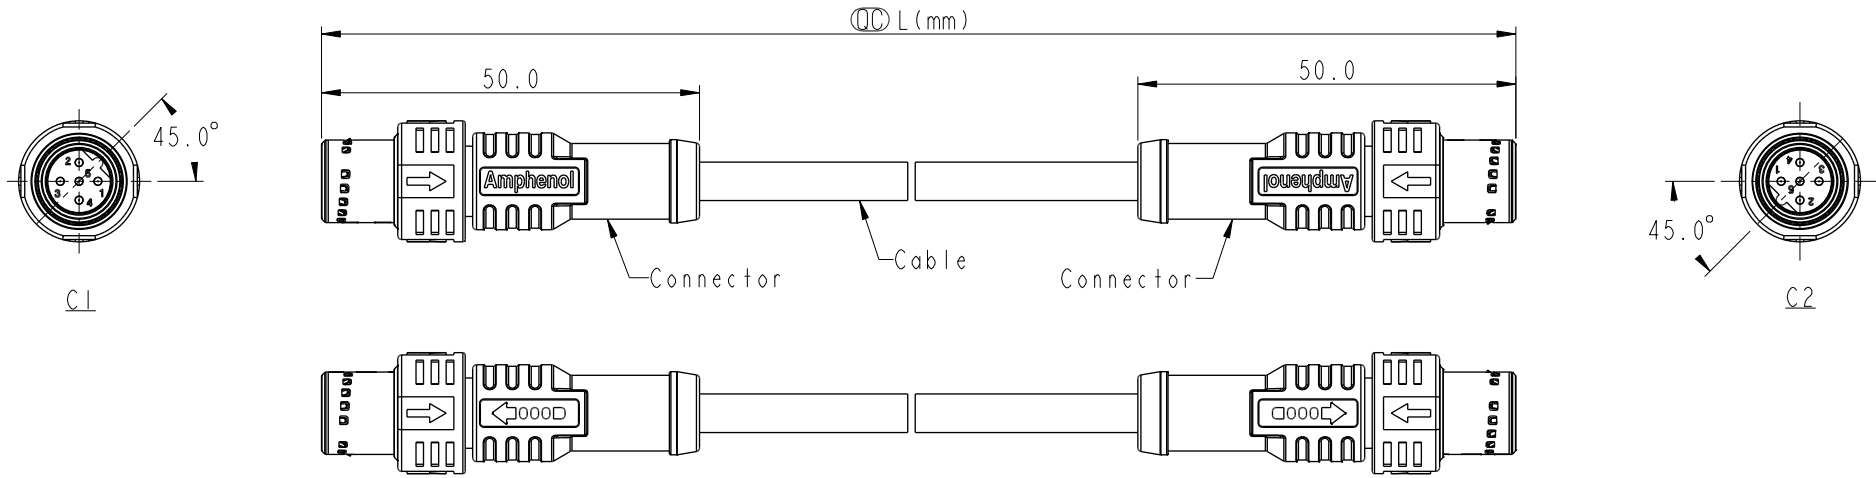 QC L(mm)
50.0
50.0
45.0°
2
5
3
1
4
C1
Amphenol
Amphenol
4
3
1
5
2
45.0°
C2
Connector
Cable
Connector